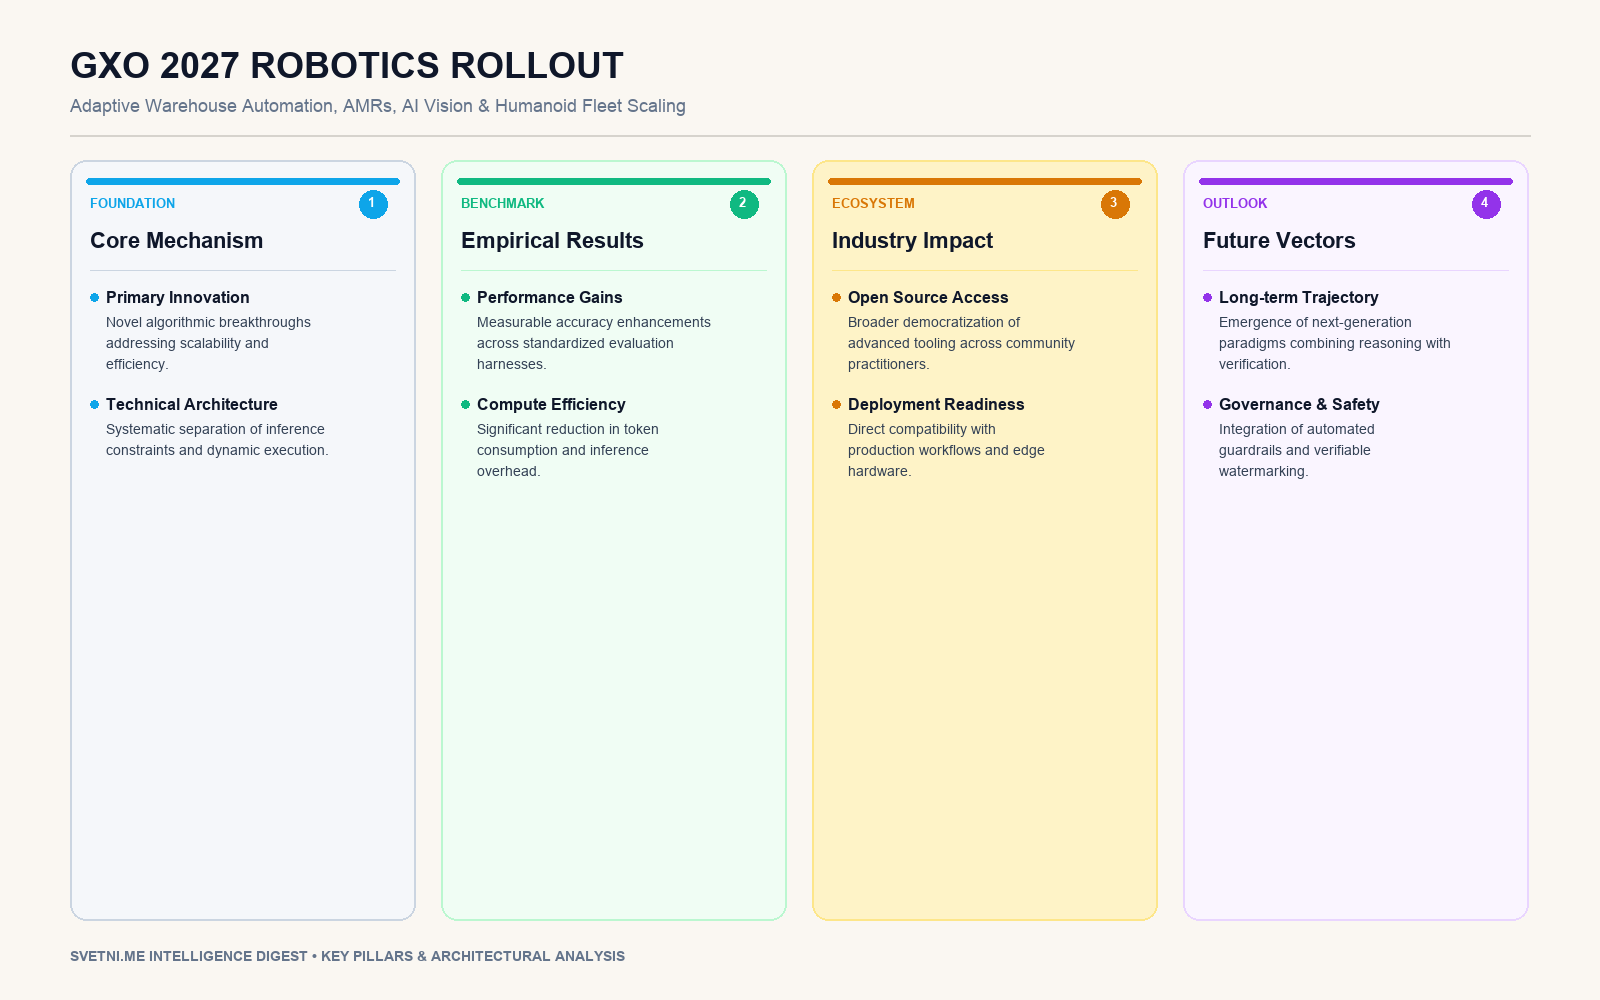 GXO 2027 ROBOTICS ROLLOUT
Adaptive Warehouse Automation, AMRs, AI Vision & Humanoid Fleet Scaling
FOUNDATION
1
Core Mechanism
Primary Innovation
Novel algorithmic breakthroughs
addressing scalability and
efficiency.
Technical Architecture
Systematic separation of inference
constraints and dynamic execution.
BENCHMARK
2
Empirical Results
Performance Gains
Measurable accuracy enhancements
across standardized evaluation
harnesses.
Compute Efficiency
Significant reduction in token
consumption and inference
overhead.
ECOSYSTEM
3
Industry Impact
Open Source Access
Broader democratization of
advanced tooling across community
practitioners.
Deployment Readiness
Direct compatibility with
production workflows and edge
hardware.
OUTLOOK
4
Future Vectors
Long-term Trajectory
Emergence of next-generation
paradigms combining reasoning with
verification.
Governance & Safety
Integration of automated
guardrails and verifiable
watermarking.
SVETNI.ME INTELLIGENCE DIGEST • KEY PILLARS & ARCHITECTURAL ANALYSIS